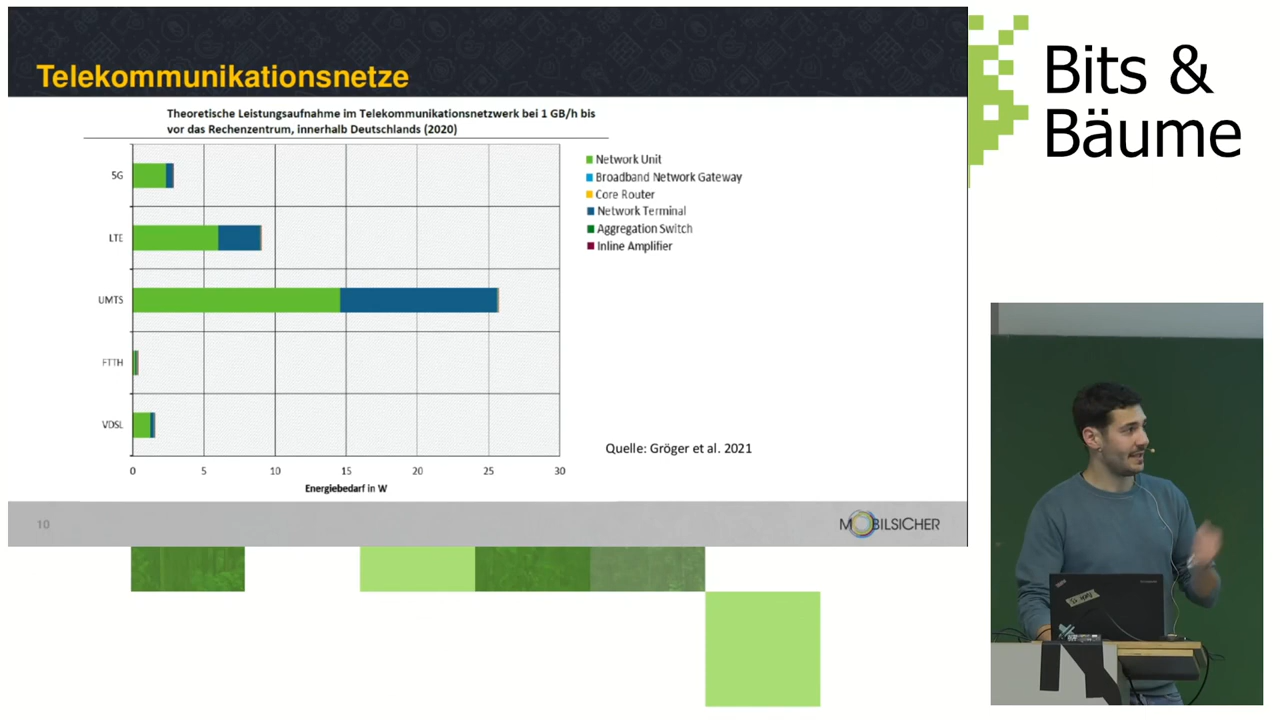 Telekommunikationsnetze
Theoretische Leistungsaufnahme im Telekommunikationsnetzwerk bei 1 GB/h bis
vor das Rechenzentrum, innerhalb Deutschlands (2020)
5G
LTE
UMTS
FTTH
VDSL
0 5 10 15 20 25 30
Energiebedarf in W
Network Unit
Broadband Network Gateway
Core Router
Network Terminal
Aggregation Switch
Inline Amplifier
Quelle: Gröger et al. 2021
10
MOBILSICHER
Bits &
Bäume